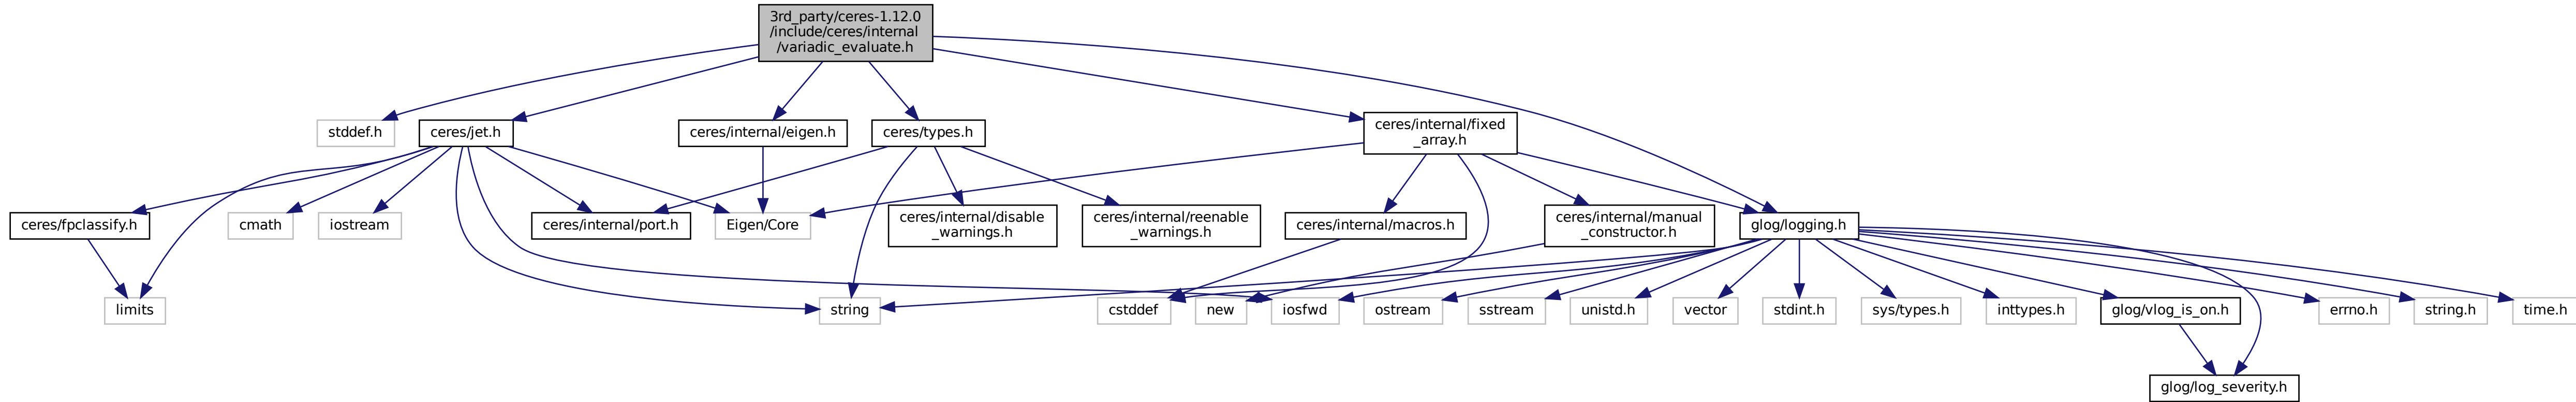 3rd_party/ceres-1.12.0
/include/ceres/internal
/variadic_evaluate.h
stddef.h
ceres/jet.h
ceres/internal/eigen.h
ceres/types.h
ceres/internal/fixed
_array.h
ceres/fpclassify.h
cmath
iostream
ceres/internal/port.h
Eigen/Core
ceres/internal/disable
_warnings.h
ceres/internal/reenable
_warnings.h
ceres/internal/macros.h
ceres/internal/manual
_constructor.h
glog/logging.h
limits
string
cstddef
new
iosfwd
ostream
sstream
unistd.h
vector
stdint.h
sys/types.h
inttypes.h
glog/vlog_is_on.h
errno.h
string.h
time.h
glog/log_severity.h